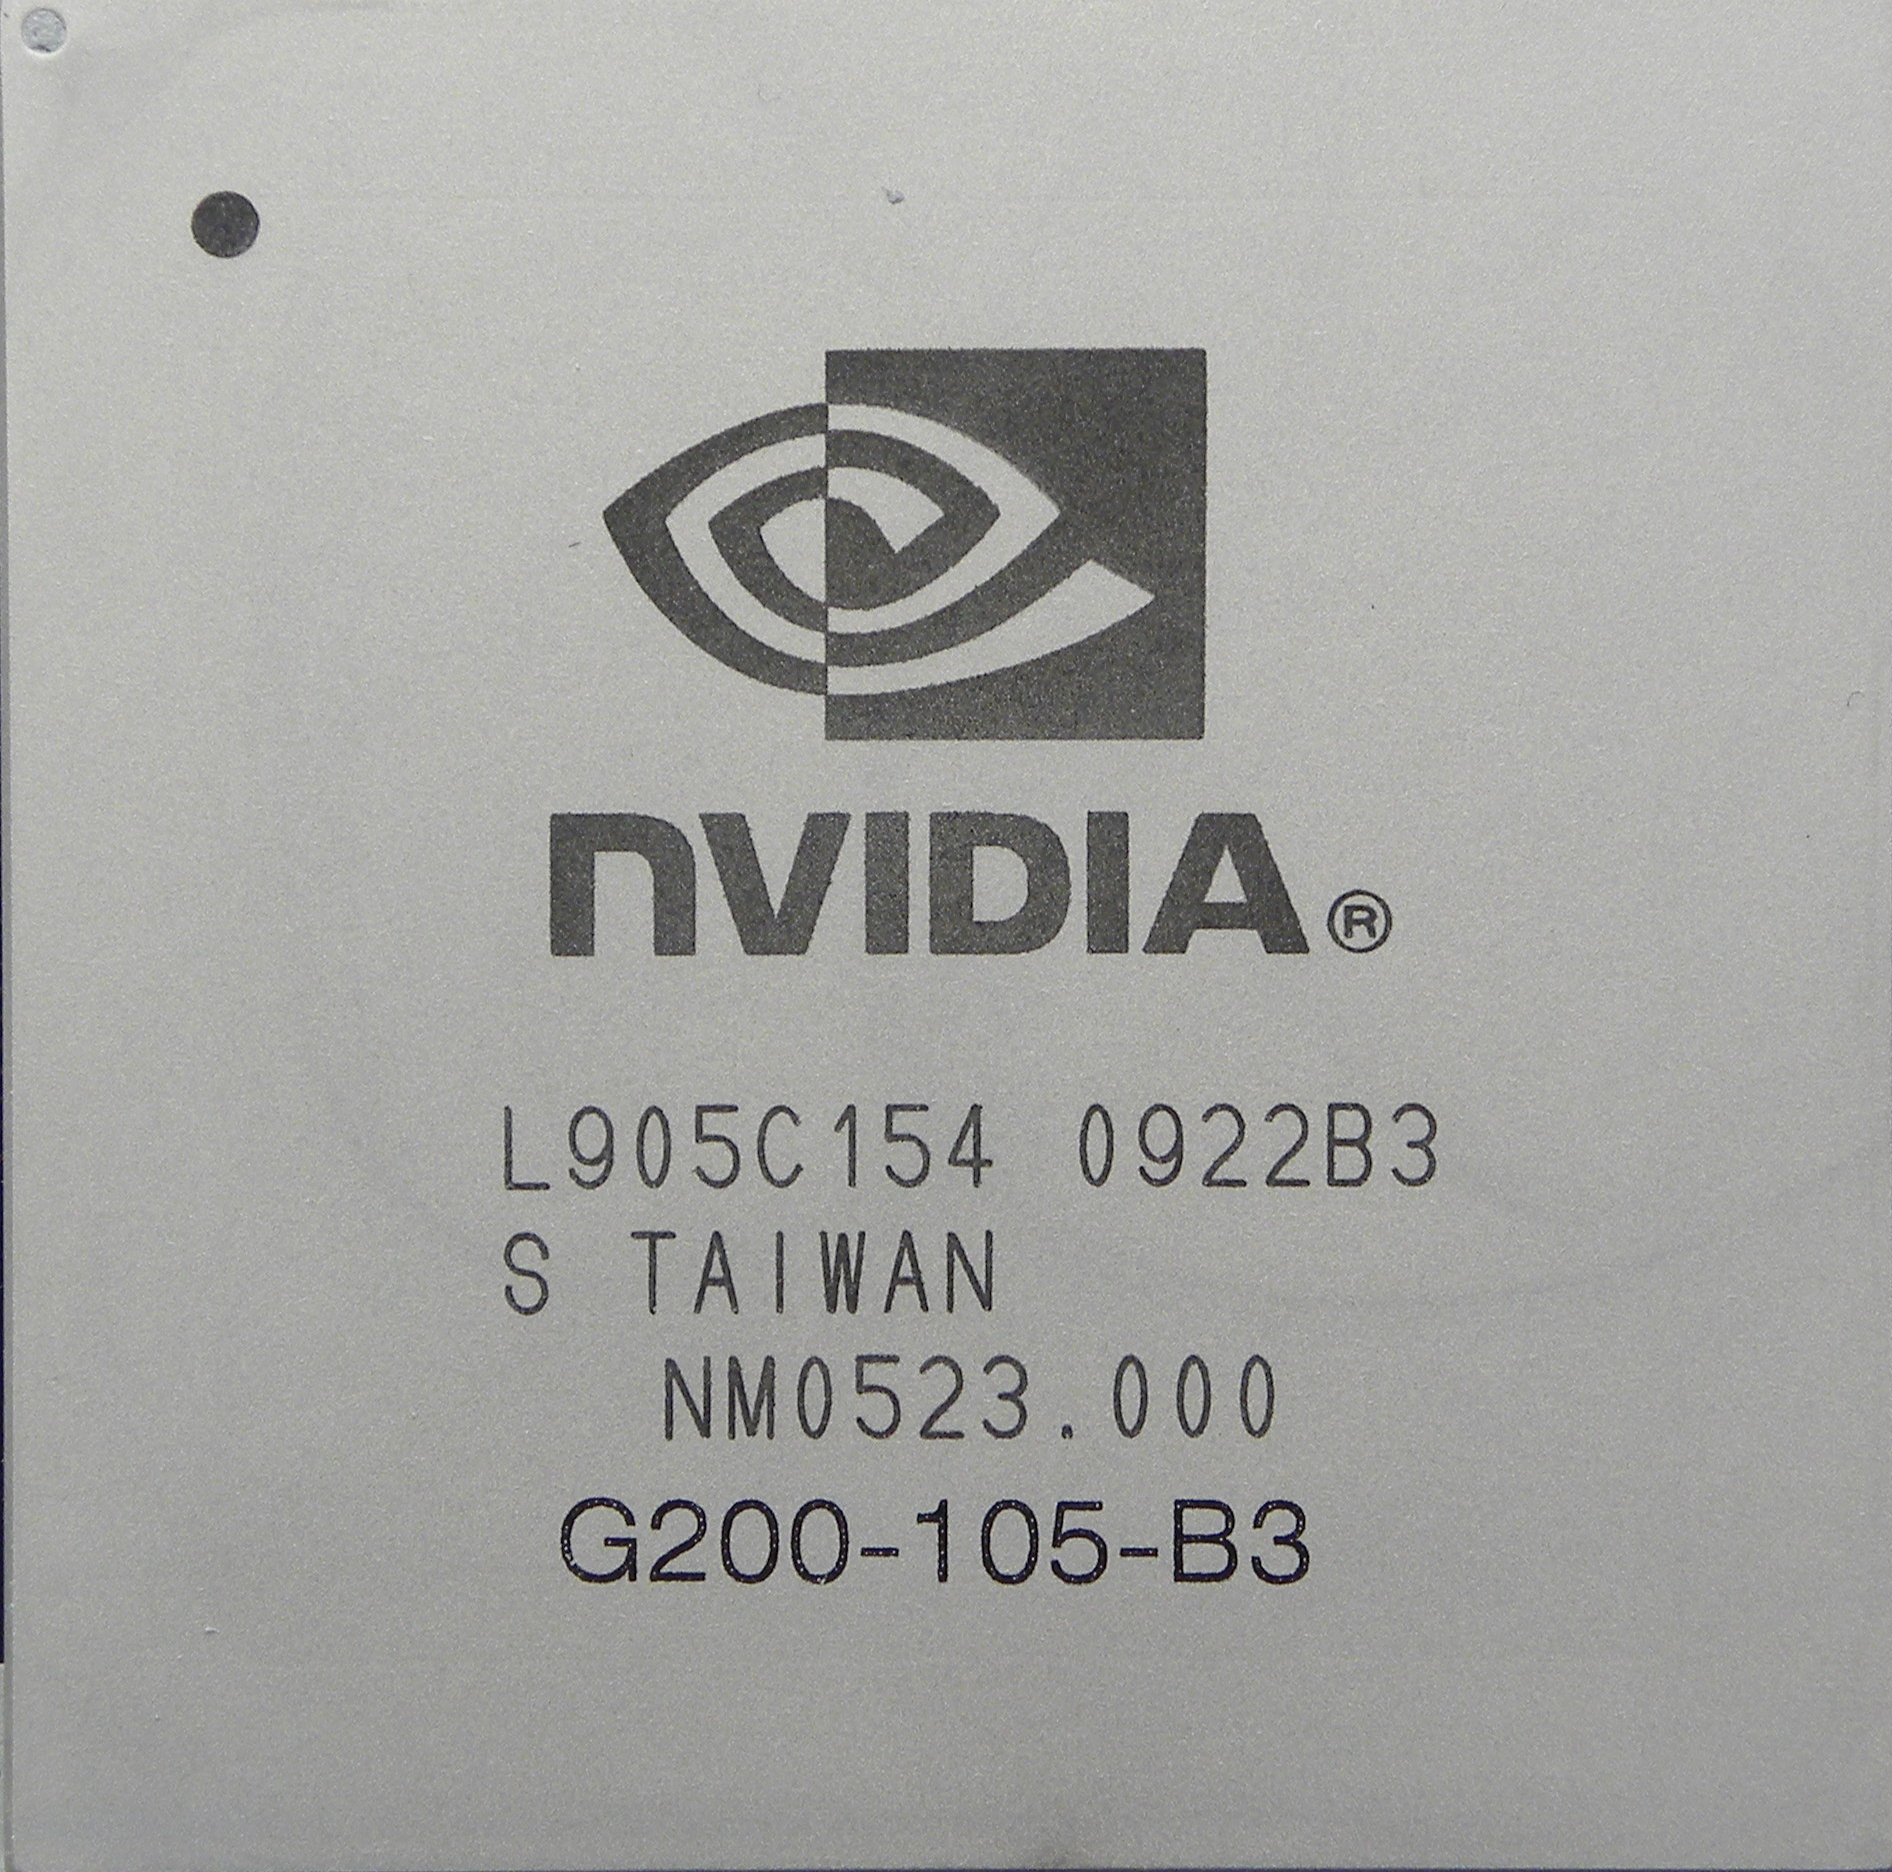 nVIDIA®
L905C154 0922B3
S TAIWAN
NM0523.000
G200-105-B3